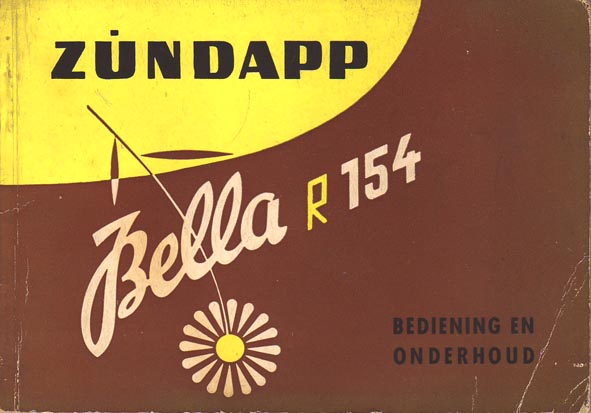 ZÜNDAPP
Bella R 154
BEDIENING EN
ONDERHOUD